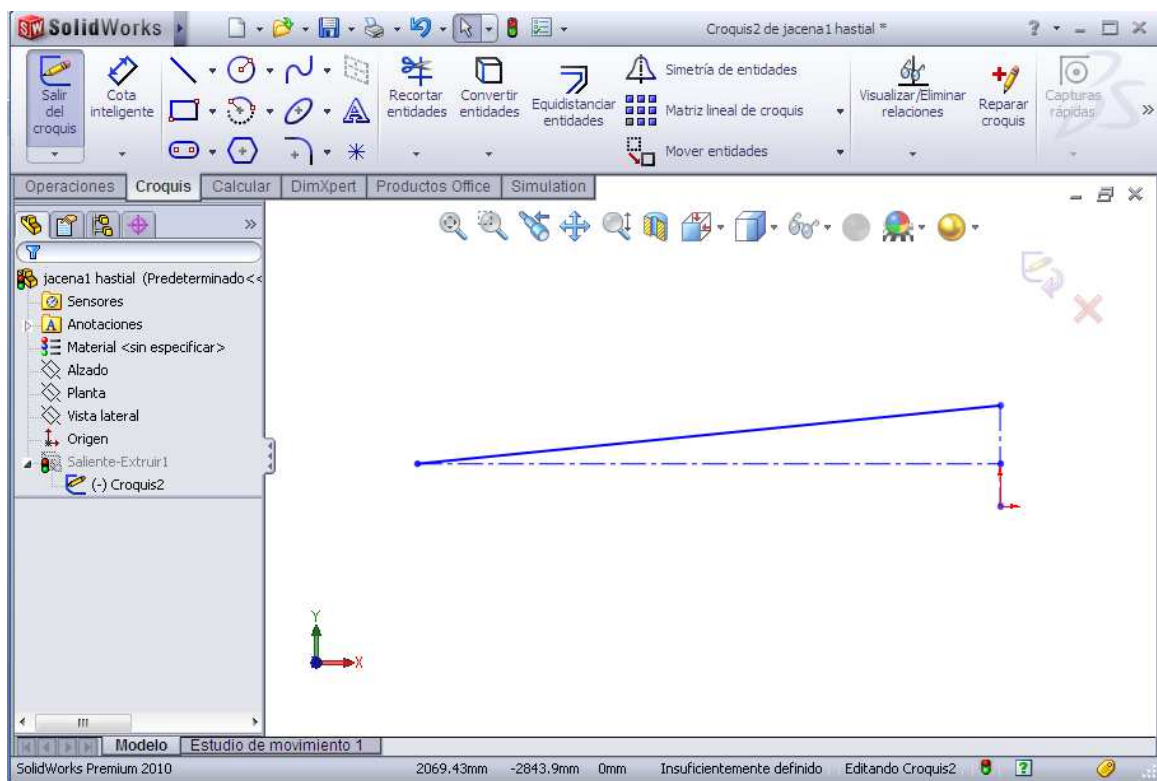 SolidWorks
Croquis2 de jacena1 hastial *
Salir del croquis
Cota inteligente
Recortar entidades
Convertir entidades
Equidistanciar entidades
Simetría de entidades
Matriz lineal de croquis
Mover entidades
Visualizar/Eliminar relaciones
Reparar croquis
Capturas rápidas
Operaciones Croquis Calcular DimXpert Productos Office Simulation
jacena1 hastial (Predeterminado<<
Sensores
Anotaciones
Material <sin especificar>
Alzado
Planta
Vista lateral
Origen
Saliente-Extruir1
(-) Croquis2
Y
X
Modelo Estudio de movimiento 1
SolidWorks Premium 2010 2069.43mm -2843.9mm 0mm Insuficientemente definido Editando Croquis2